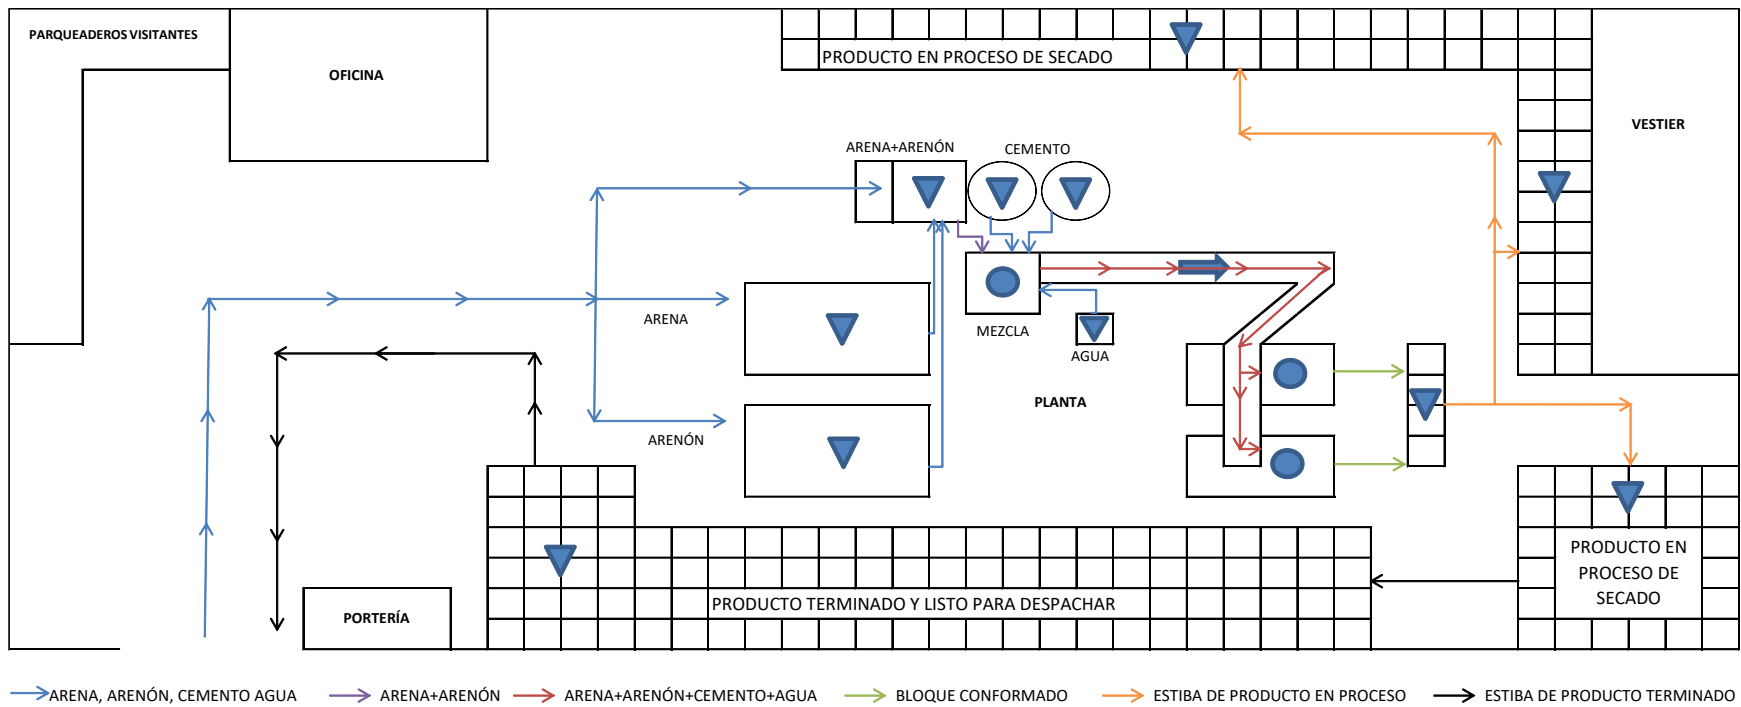 PARQUEADEROS VISITANTES
OFICINA
PRODUCTO EN PROCESO DE SECADO
VESTIER
ARENA+ARENÓN
CEMENTO
ARENA
MEZCLA
AGUA
PLANTA
ARENÓN
PRODUCTO EN
PROCESO DE
SECADO
PRODUCTO TERMINADO Y LISTO PARA DESPACHAR
PORTERÍA
ARENA, ARENÓN, CEMENTO AGUA
ARENA+ARENÓN
ARENA+ARENÓN+CEMENTO+AGUA
BLOQUE CONFORMADO
ESTIBA DE PRODUCTO EN PROCESO
ESTIBA DE PRODUCTO TERMINADO